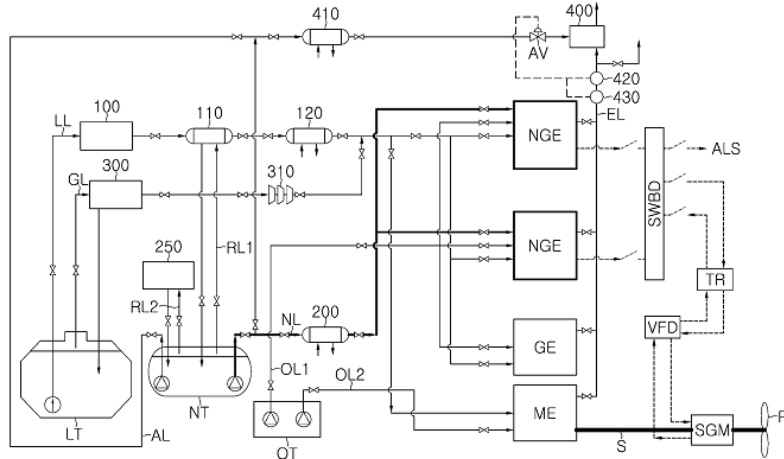 410
400
AV
420
430
EL
100
LL
110
120
NGE
ALS
GL
300
310
SWBD
250
RL1
NGE
RL2
TR
NL
200
VFD
GE
OL1
OL2
NT
ME
LT
AL
OT
S
SGM
P